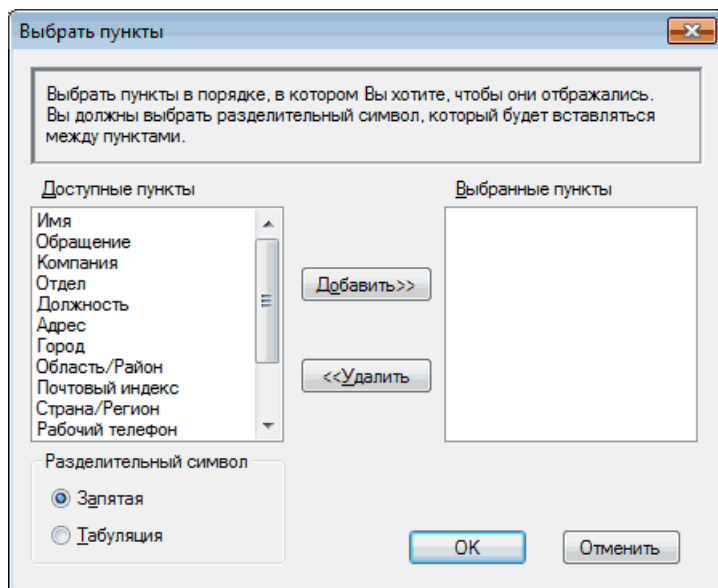 Выбрать пункты
Выбрать пункты в порядке, в котором Вы хотите, чтобы они отбражались.
Вы должны выбрать разделительный символ, который будет вставляться
между пунктами.
Доступные пункты
Выбранные пункты
Имя
Обращение
Компания
Отдел
Должность
Адрес
Город
Область/Район
Почтовый индекс
Страна/Регион
Рабочий телефон
Добавить>>
<<Удалить
Разделительный символ
Запятая
Табуляция
OK
Отменить